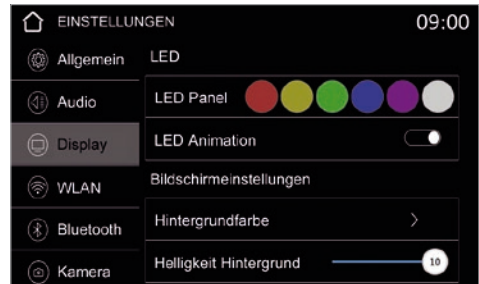 EINSTELLUNGEN 09:00
Allgemein
Audio
Display
WLAN
Bluetooth
Kamera
LED
LED Panel
LED Animation
Bildschirmeinstellungen
Hintergrundfarbe
Helligkeit Hintergrund 10